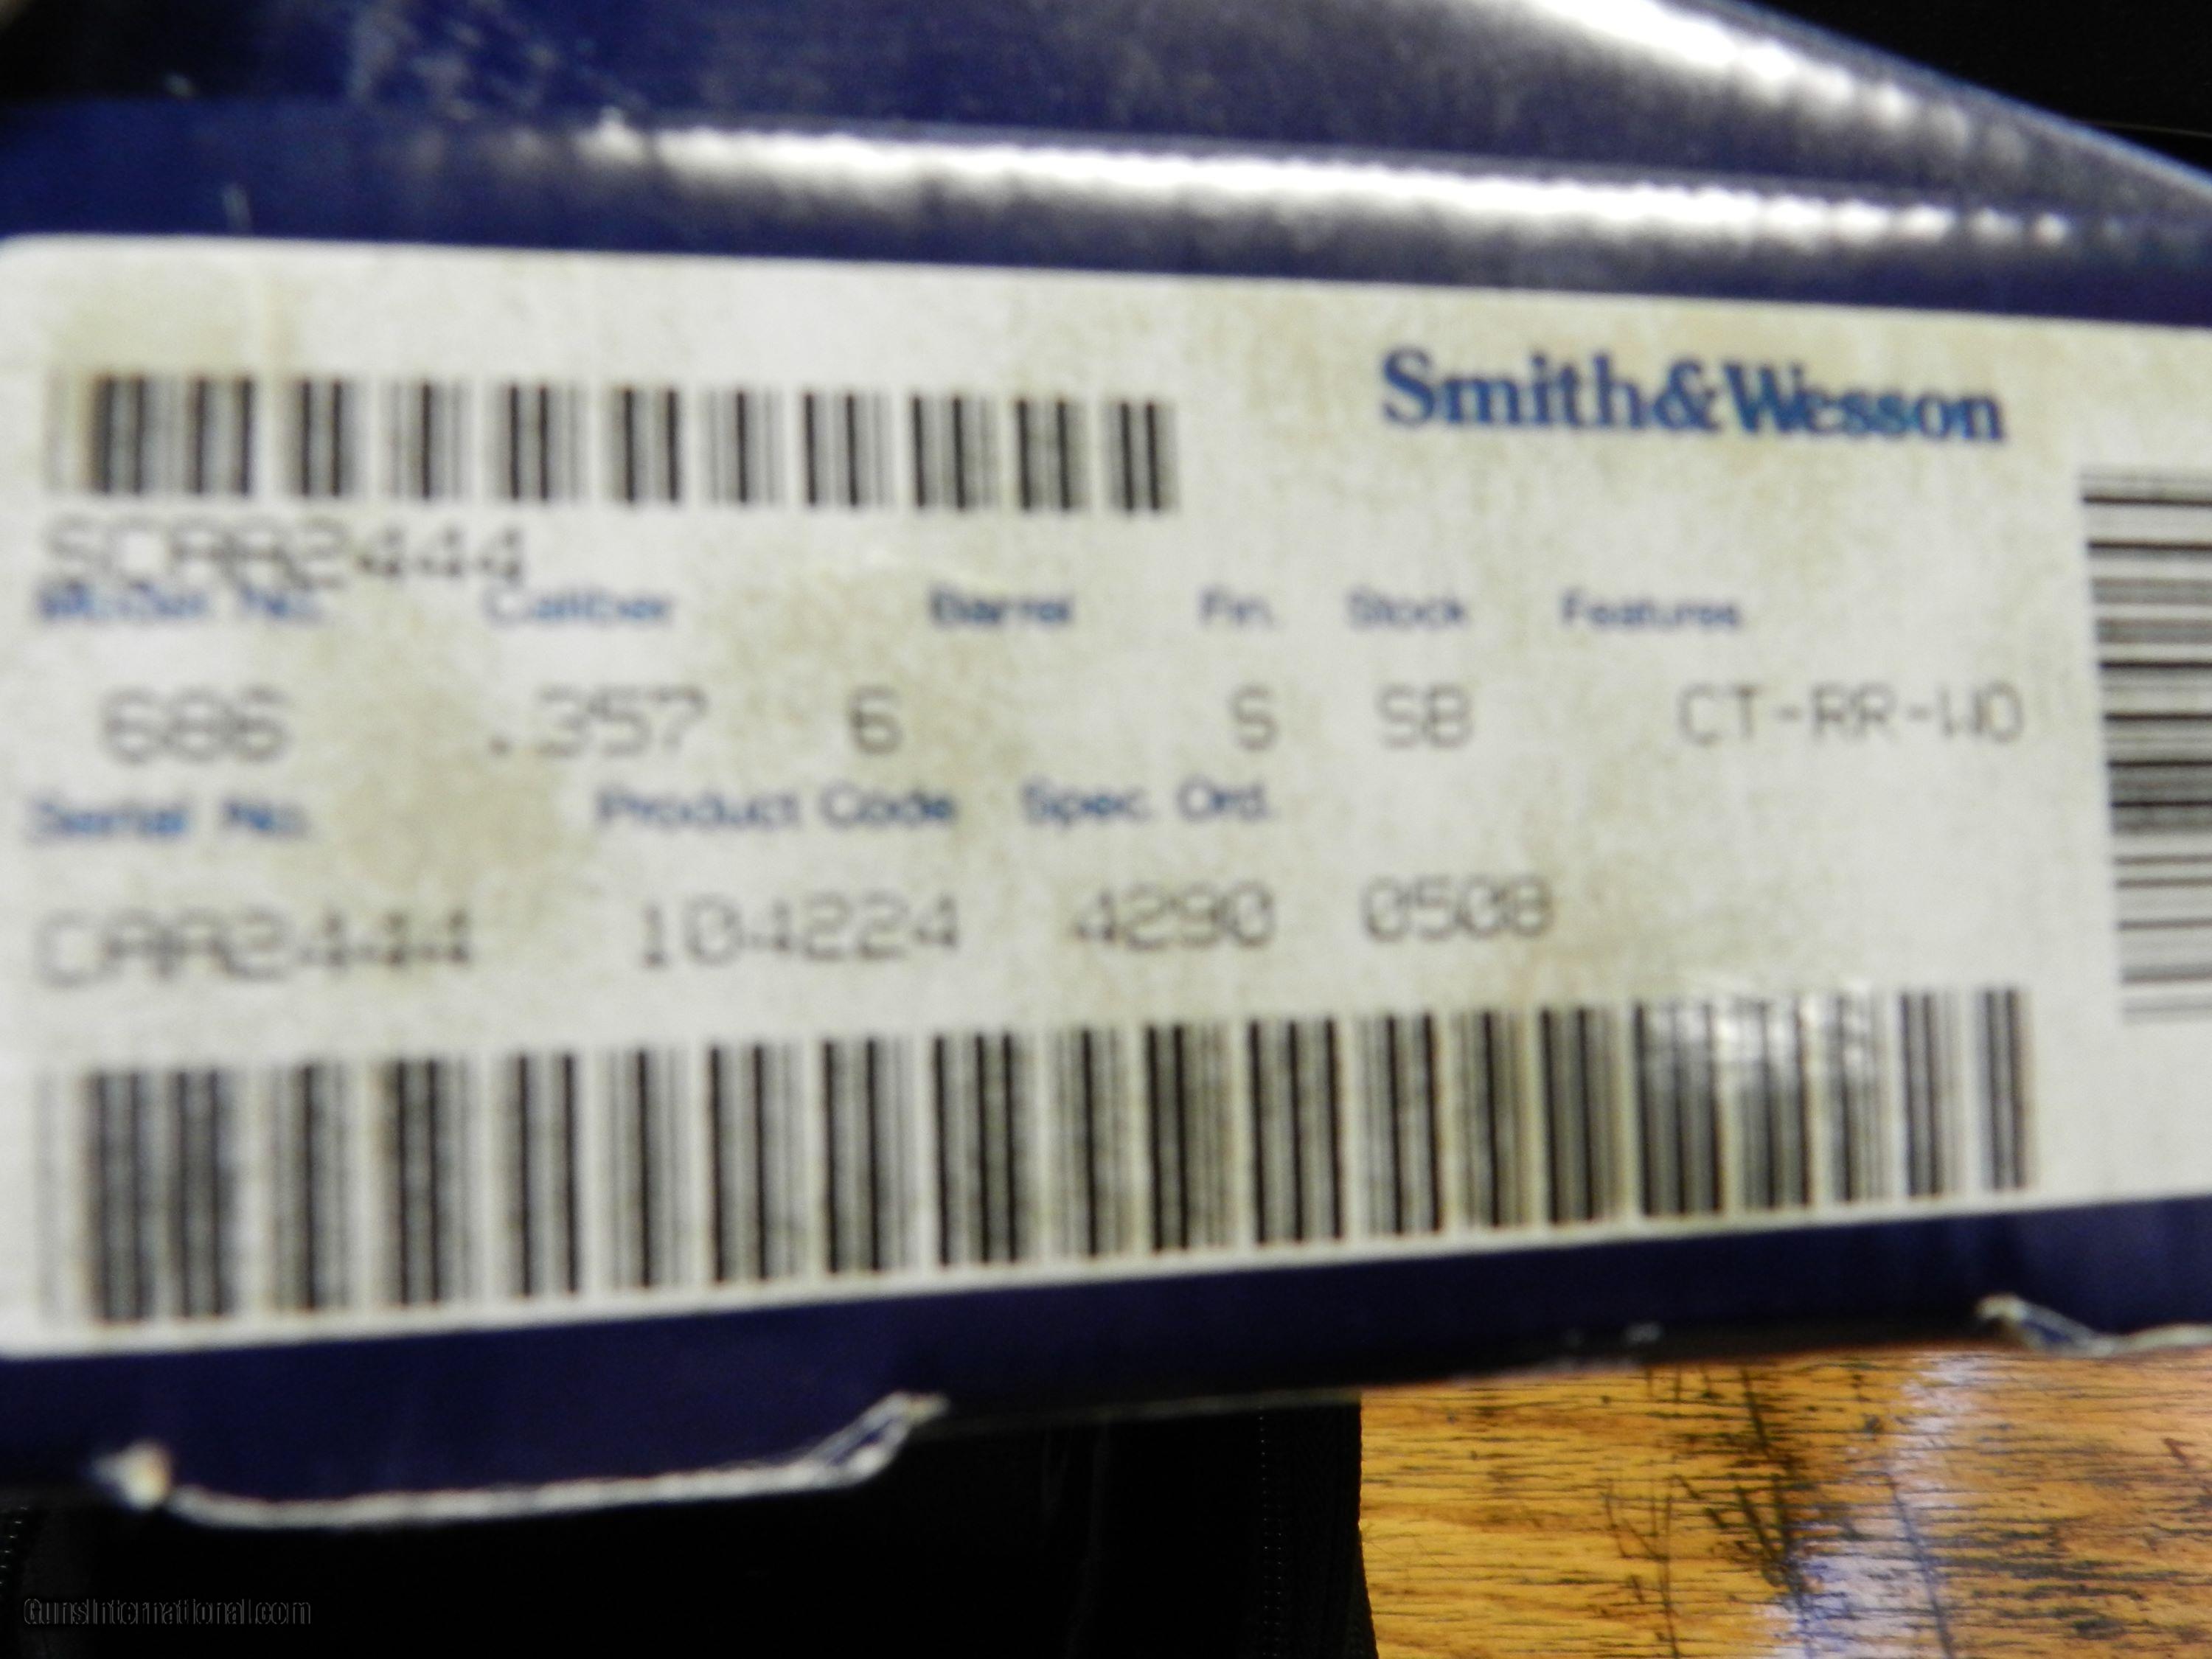 Smith&Wesson
SCAA2444
Model No. Caliber Barrel Fin. Stock Features
686 .357 6 S SB CT-RR-WO
Serial No. Product Code Spec. Ord.
CAA2444 104224 4290 0508
GunsInternational.com